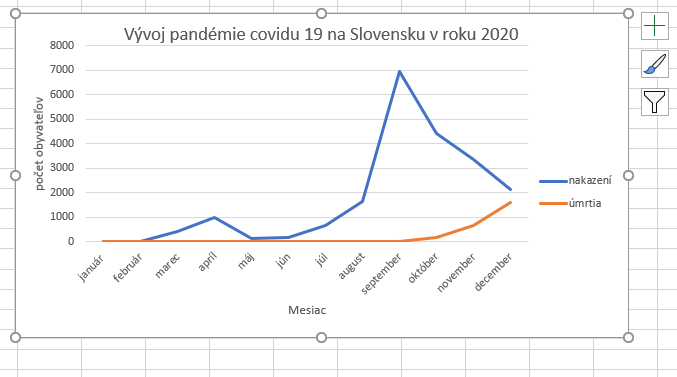 Vývoj pandémie covidu 19 na Slovensku v roku 2020
8000
7000
6000
5000
4000
3000
2000
1000
0
počet obyvateľov
január
február
marec
apríl
máj
jún
júl
august
september
október
november
december
Mesiac
nakazení
úmrtia